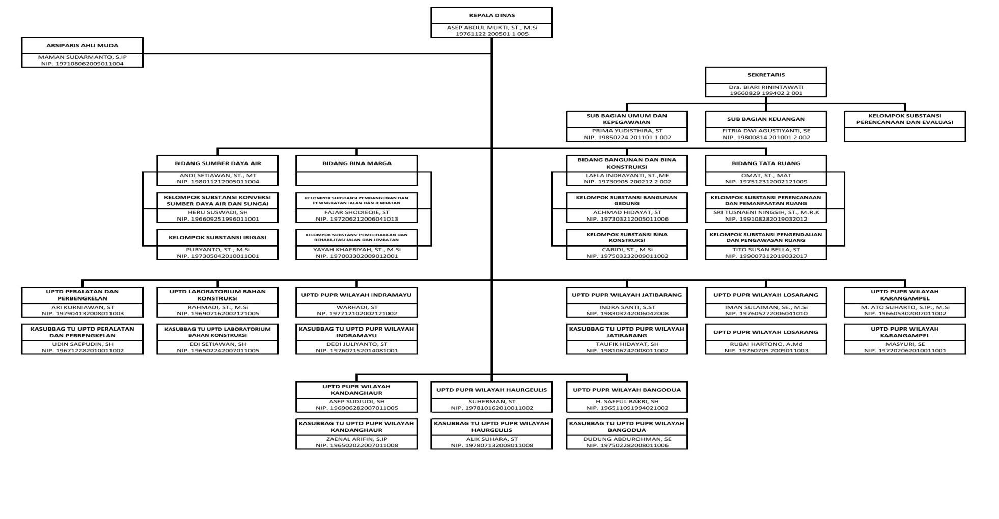 KEPALA DINAS
ASEP ABDUL MUKTI, ST., M.Si
19761122 200501 1 005
ARSIPARIS AHLI MUDA
MAMAN SUDARMANTO, S.IP
NIP. 197108062009011004
SEKRETARIS
Dra. BIARI RININTAWATI
19660829 199402 2 001
SUB BAGIAN UMUM DAN
KEPEGAWAIAN
PRIMA YUDISTHIRA, ST
NIP. 19850224 201101 1 002
SUB BAGIAN KEUANGAN
FITRIA DWI AGUSTIYANTI, SE
NIP. 19800814 201001 2 002
KELOMPOK SUBSTANSI
PERENCANAAN DAN EVALUASI
BIDANG SUMBER DAYA AIR
ANDI SETIAWAN, ST., MT
NIP. 198011212005011004
BIDANG BINA MARGA
BIDANG BANGUNAN DAN BINA
KONSTRUKSI
LAELA INDRAYANTI, ST.,ME
NIP. 19730905 200212 2 002
BIDANG TATA RUANG
OMAT, ST., MAT
NIP. 197512312002121009
KELOMPOK SUBSTANSI KONVERSI
SUMBER DAYA AIR DAN SUNGAI
HERU SUSWADI, SH
NIP. 196609251996011001
KELOMPOK SUBSTANSI PEMBANGUNAN DAN
PENINGKATAN JALAN DAN JEMBATAN
FAJAR SHODIEQIE, ST
NIP. 197206212006041013
KELOMPOK SUBSTANSI BANGUNAN
GEDUNG
ACHMAD HIDAYAT, ST
NIP. 197303212005011006
KELOMPOK SUBSTANSI PERENCANAAN
DAN PEMANFAATAN RUANG
SRI TUSNAENI NINGSIH, ST., M.R.K
NIP. 199108282019032012
KELOMPOK SUBSTANSI IRIGASI
PURYANTO, ST., M.Si
NIP. 197305042010011001
KELOMPOK SUBSTANSI PEMELIHARAAN DAN
REHABILITASI JALAN DAN JEMBATAN
YAYAH KHAERIYAH, ST., M.Si
NIP. 197003302009012001
KELOMPOK SUBSTANSI BINA
KONSTRUKSI
CARIDI, ST., M.Si
NIP. 197503232009011002
KELOMPOK SUBSTANSI PENGENDALIAN
DAN PENGAWASAN RUANG
TITO SUSAN BELLA, ST
NIP. 199007312019032017
UPTD PERALATAN DAN
PERBENGKELAN
ARI KURNIAWAN, ST
NIP. 197904132008011003
UPTD LABORATORIUM BAHAN
KONSTRUKSI
RAHMADI, ST., M.Si
NIP. 196907162002121005
UPTD PUPR WILAYAH INDRAMAYU
WARHADI, ST
NP. 197712102002121002
UPTD PUPR WILAYAH JATIBARANG
INDRA SANTI, S.ST
NIP. 198303242006042008
UPTD PUPR WILAYAH LOSARANG
IMAN SULAIMAN, SE., M.Si
NIP. 197605272006041010
UPTD PUPR WILAYAH
KARANGAMPEL
M. ATO SUHARTO, S.IP., M.Si
NIP. 196605302007011002
KASUBBAG TU UPTD PERALATAN
DAN PERBENGKELAN
UDIN SAEPUDIN, SH
NIP. 196712282010011002
KASUBBAG TU UPTD LABORATORIUM
BAHAN KONSTRUKSI
EDI SETIAWAN, SH
NIP. 196502242007011005
KASUBBAG TU UPTD PUPR WILAYAH
INDRAMAYU
DEDI JULIYANTO, ST
NIP. 197607152014081001
KASUBBAG TU UPTD PUPR WILAYAH
JATIBARANG
TAUFIK HIDAYAT, SH
NIP. 198106242008011002
UPTD PUPR WILAYAH LOSARANG
RUBAI HARTONO, A.Md
NIP. 19760705 2009011003
UPTD PUPR WILAYAH
KARANGAMPEL
MASYURI, SE
NIP. 197202062010011001
UPTD PUPR WILAYAH
KANDANGHAUR
ASEP SUDJUDI, SH
NIP. 196906282007011005
UPTD PUPR WILAYAH HAURGEULIS
SUHERMAN, ST
NIP. 197810162010011002
UPTD PUPR WILAYAH BANGODUA
H. SAEFUL BAKRI, SH
NIP. 196511091994021002
KASUBBAG TU UPTD PUPR WILAYAH
KANDANGHAUR
ZAENAL ARIFIN, S.IP
NIP. 196502022007011008
KASUBBAG TU UPTD PUPR WILAYAH
HAURGEULIS
ALIK SUHARA, ST
NIP. 197807132008011008
KASUBBAG TU UPTD PUPR WILAYAH
BANGODUA
DUDUNG ABDUROHMAN, SE
NIP. 197502282008011006